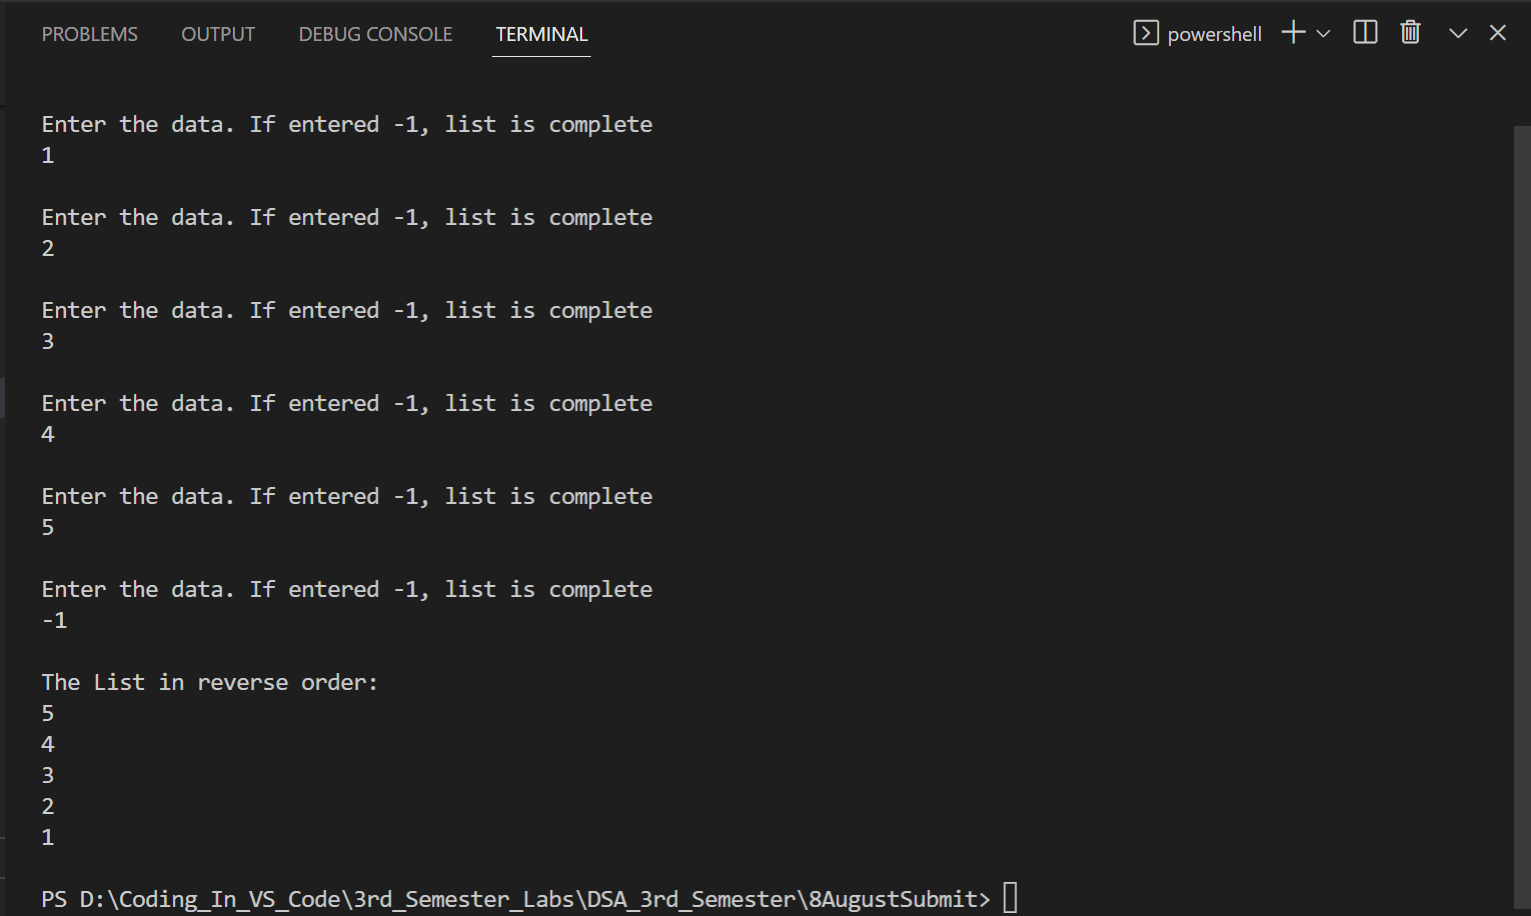 PROBLEMS OUTPUT DEBUG CONSOLE TERMINAL powershell
Enter the data. If entered -1, list is complete
1
Enter the data. If entered -1, list is complete
2
Enter the data. If entered -1, list is complete
3
Enter the data. If entered -1, list is complete
4
Enter the data. If entered -1, list is complete
5
Enter the data. If entered -1, list is complete
-1
The List in reverse order:
5
4
3
2
1
PS D:\Coding_In_VS_Code\3rd_Semester_Labs\DSA_3rd_Semester\8AugustSubmit>